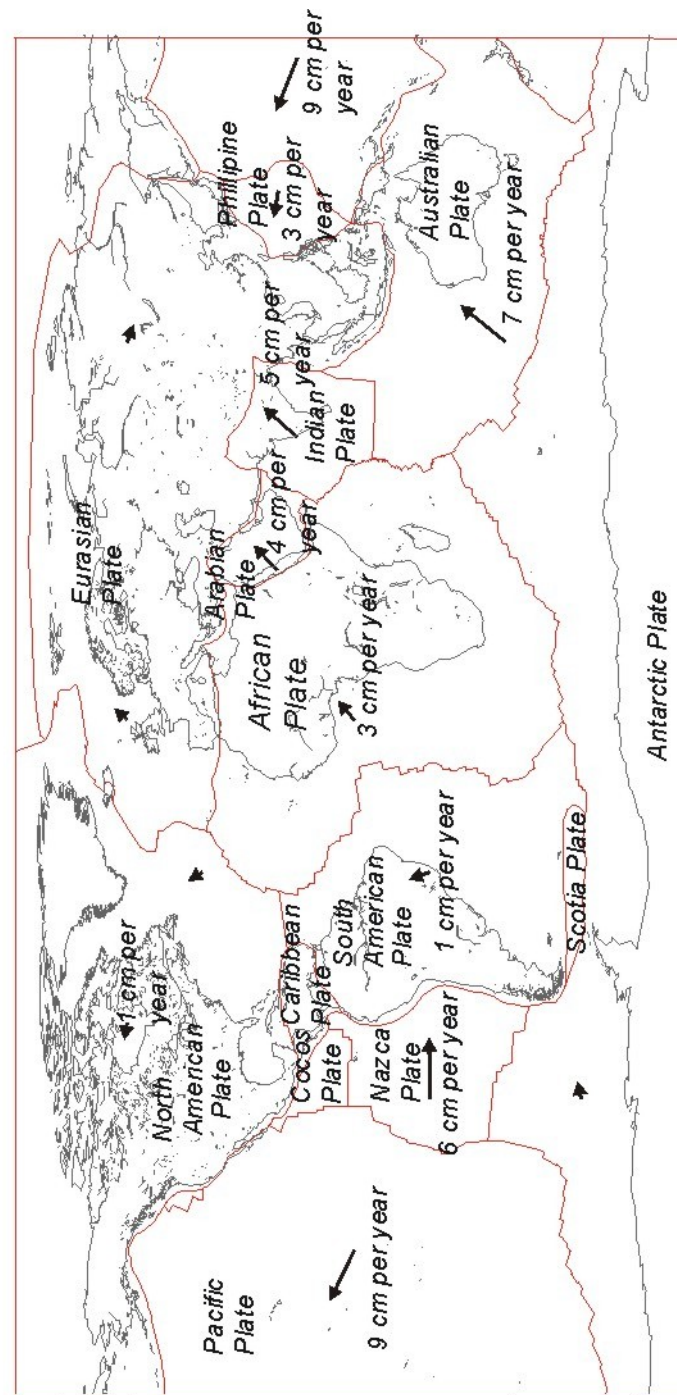 North
American
Plate
1 cm per
year
Eurasian
Plate
Pacific
Plate
9 cm per year
Cocos
Plate
Caribbean
Plate
Nazca
Plate
6 cm per year
South
American
Plate
1 cm per year
African
Plate
3 cm per year
Arabian
Plate
4 cm per
year
Indian
Plate
5 cm per
year
Phillipine
Plate
3 cm per
year
9 cm per
year
Australian
Plate
7 cm per year
Scotia Plate
Antarctic Plate